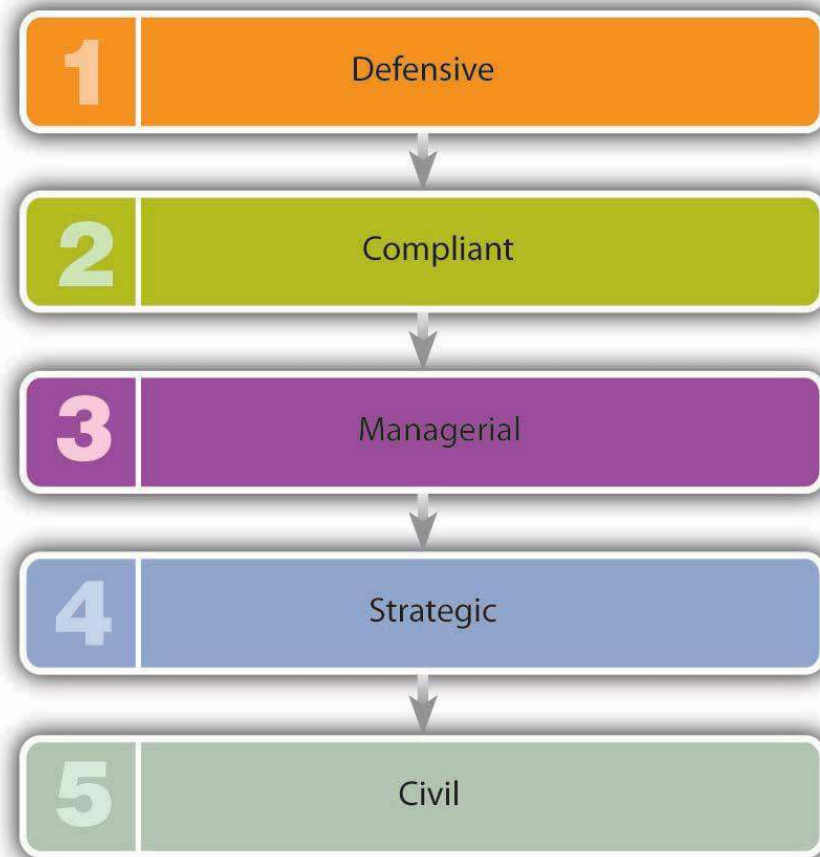 1 Defensive
2 Compliant
3 Managerial
4 Strategic
5 Civil